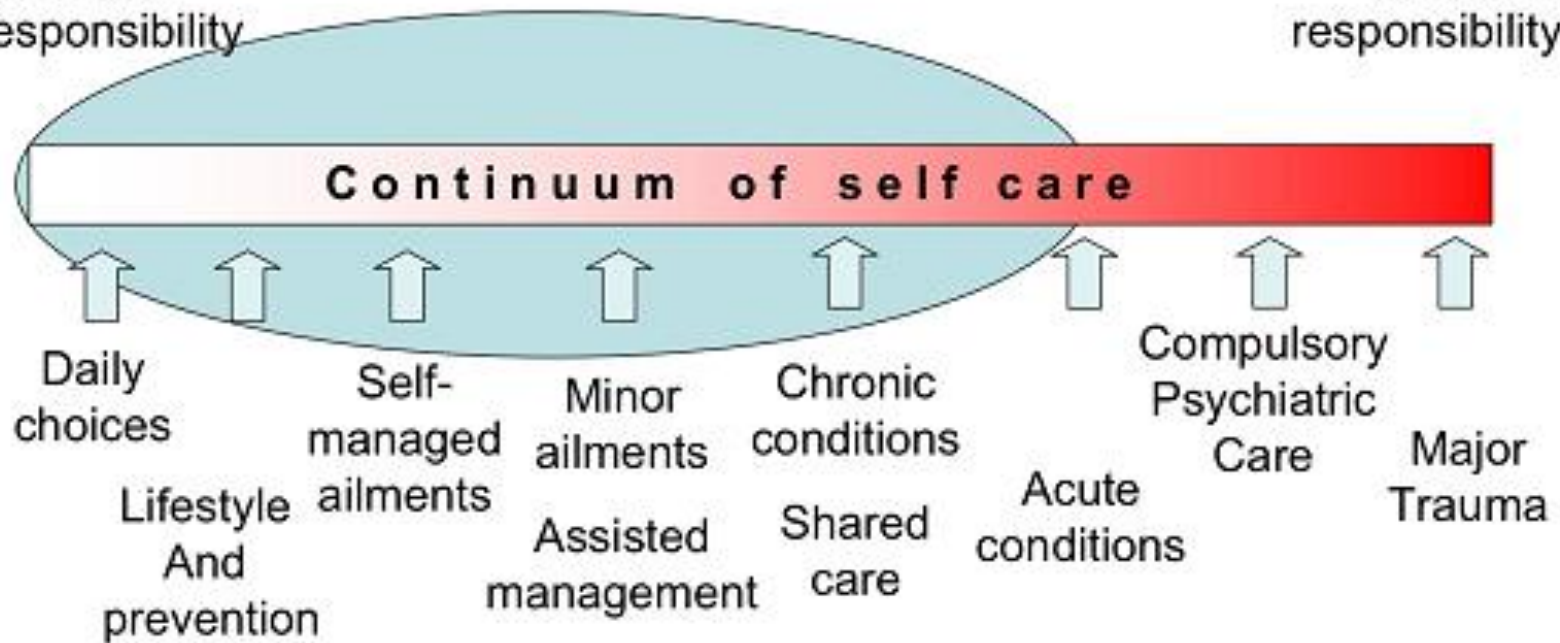 esponsibility
responsibility
Continuum of self care
Daily
choices
Lifestyle
And
prevention
Self-
managed
ailments
Minor
ailments
Assisted
management
Chronic
conditions
Shared
care
Acute
conditions
Compulsory
Psychiatric
Care
Major
Trauma